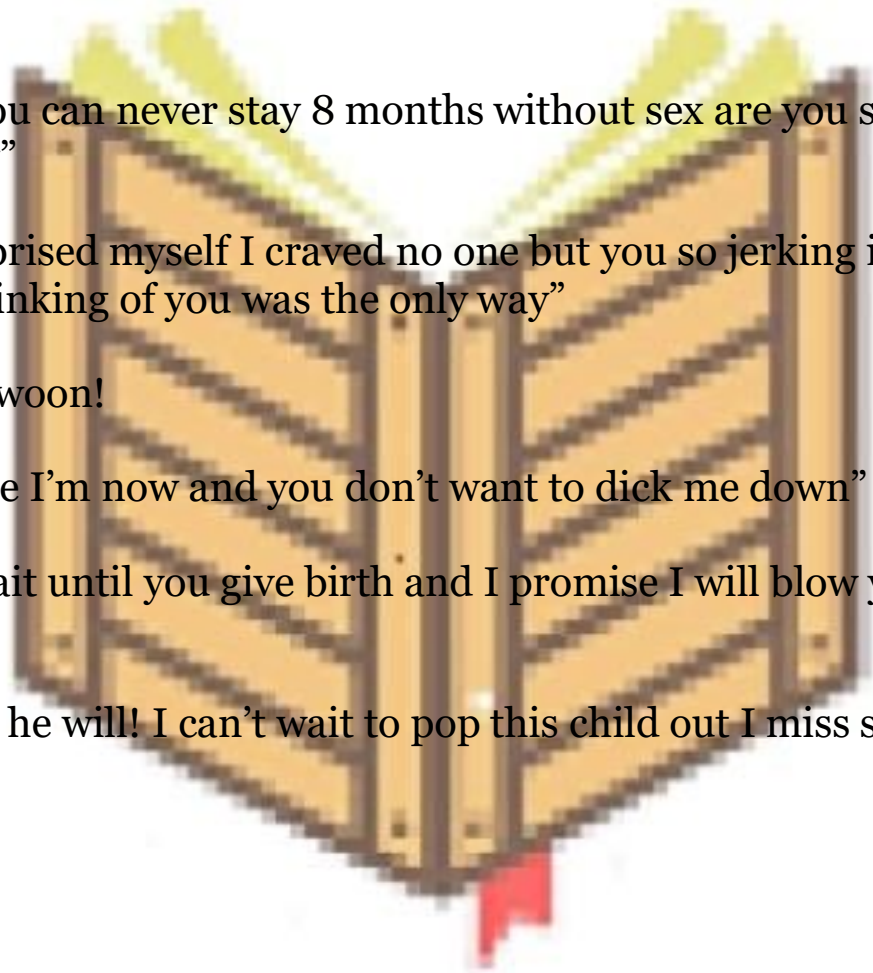 ou can never stay 8 months without sex are you s
”
prised myself I craved no one but you so jerking i
inking of you was the only way”
woon!
e I’m now and you don’t want to dick me down”
ait until you give birth and I promise I will blow y
he will! I can’t wait to pop this child out I miss s